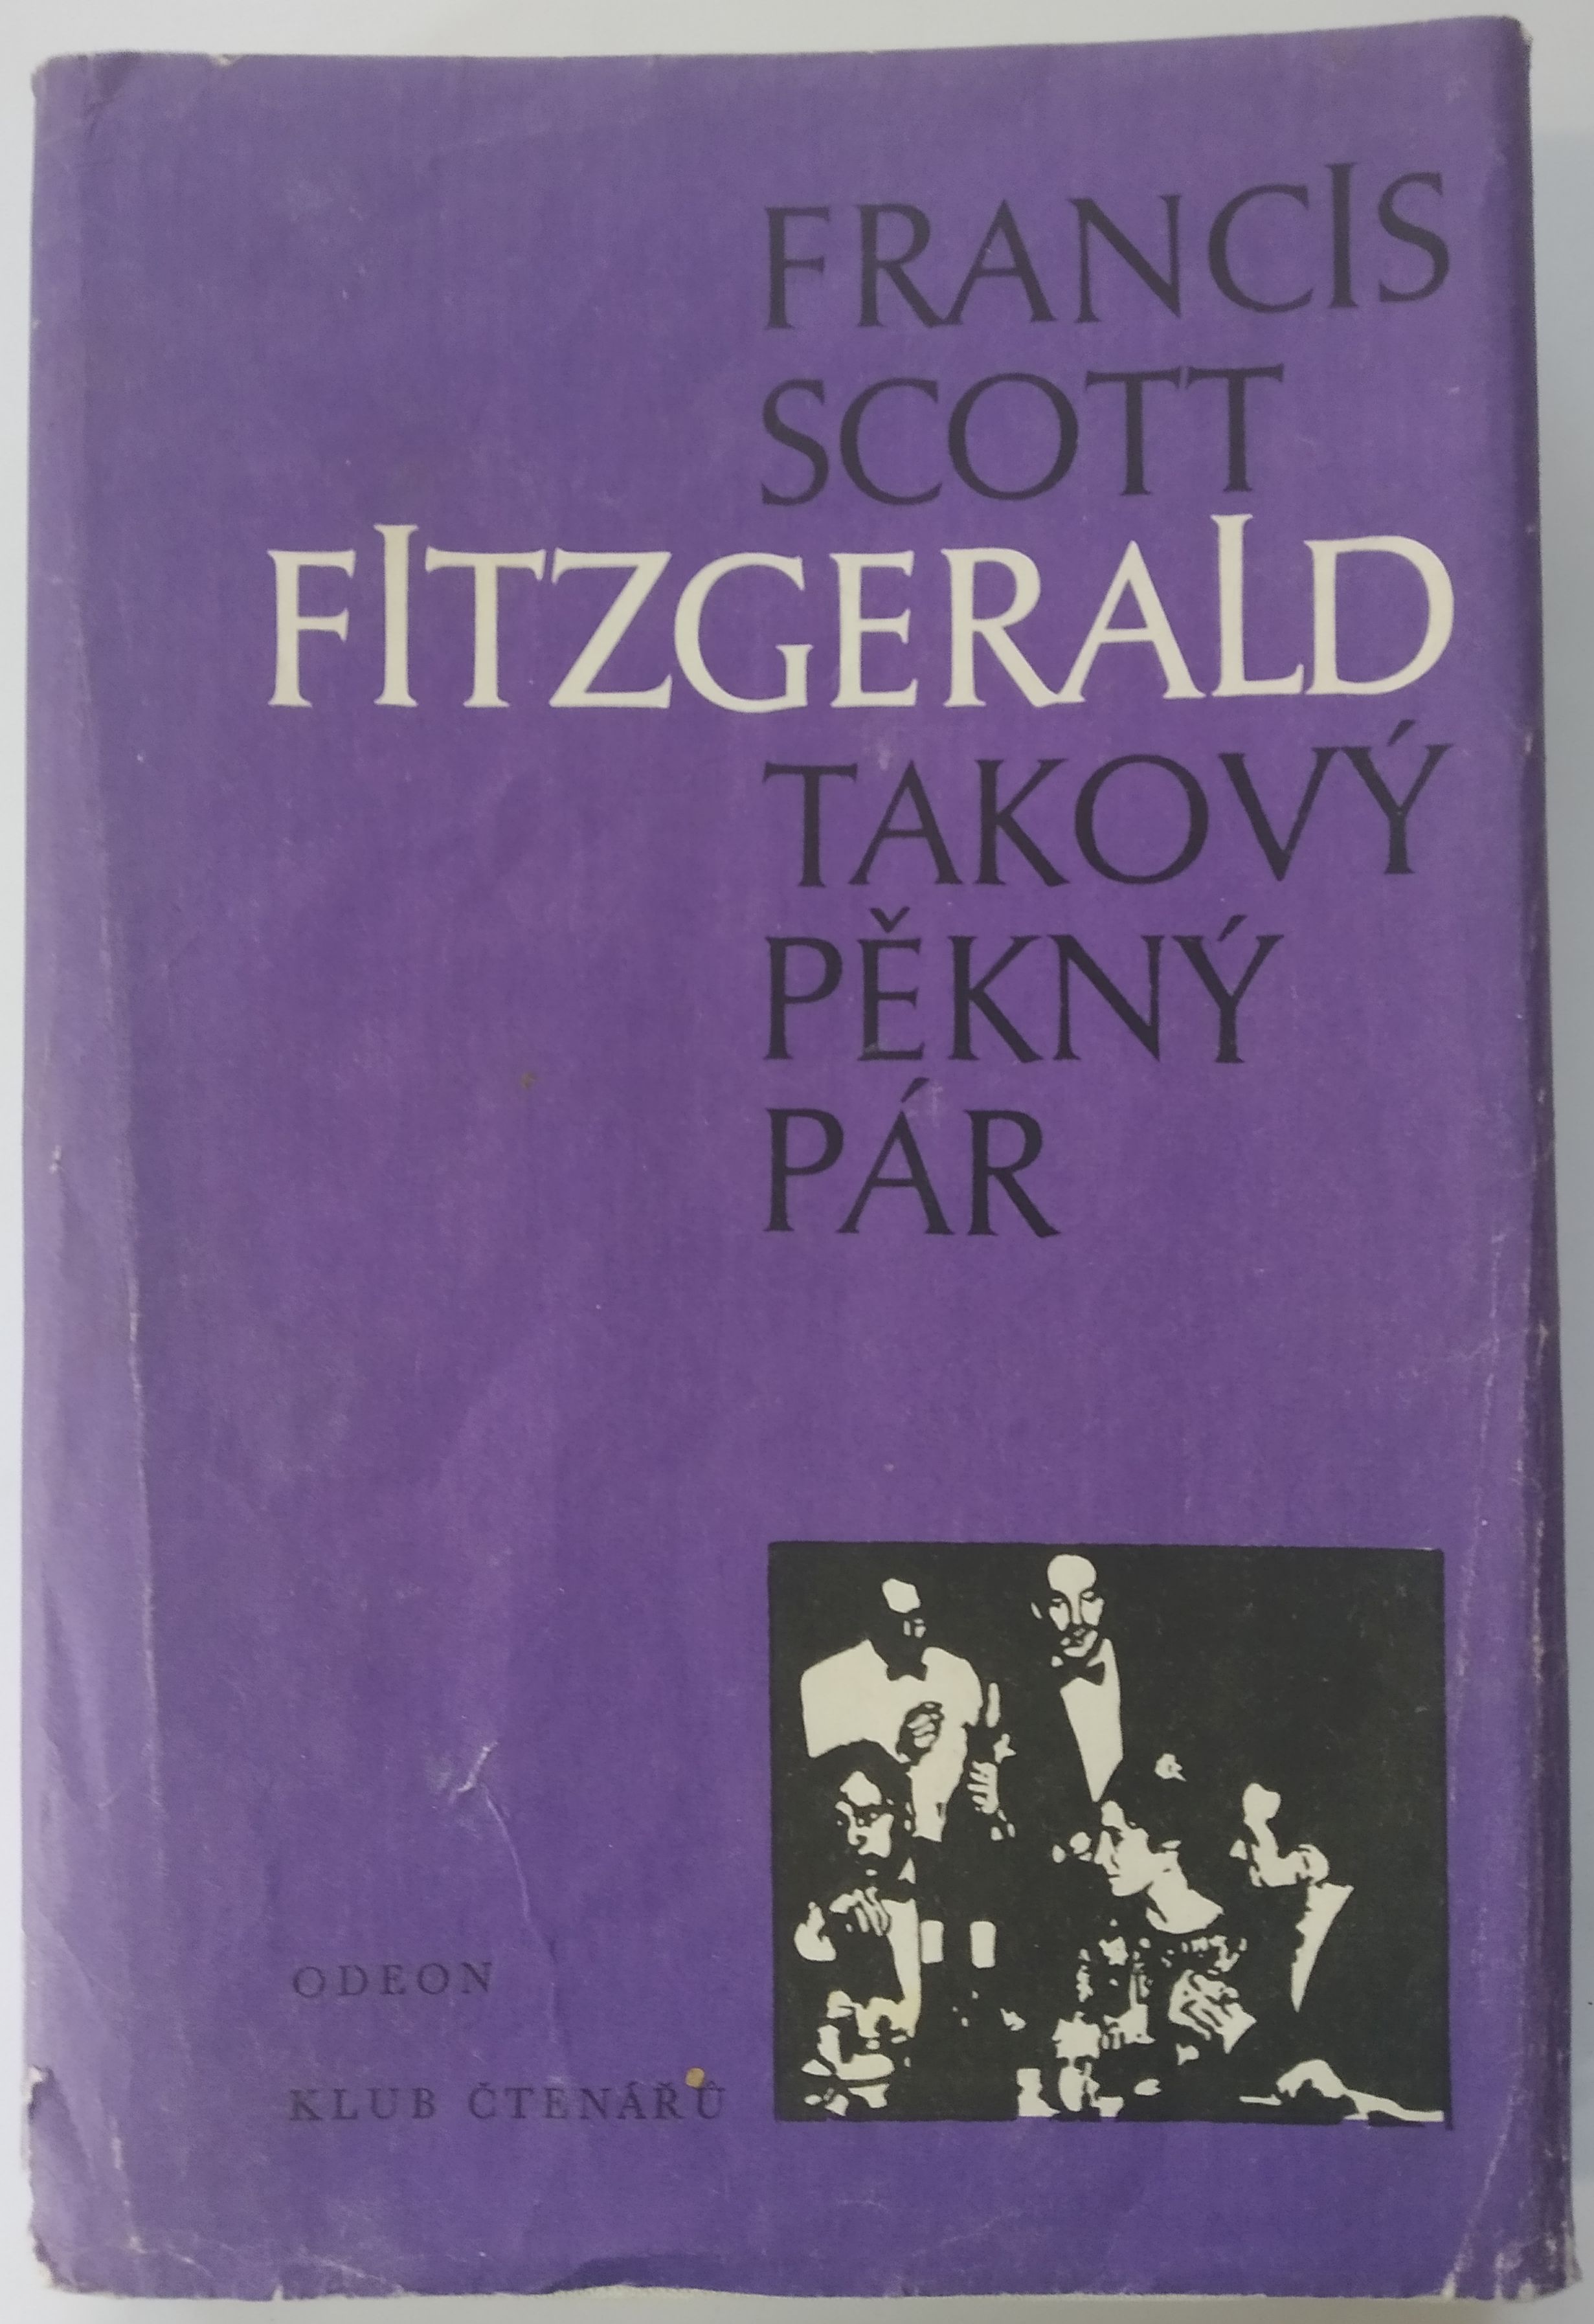 FRANCIS
SCOTT
FITZGERALD
TAKOVÝ
PĚKNÝ
PÁR
ODEON
KLUB ČTENÁŘŮ